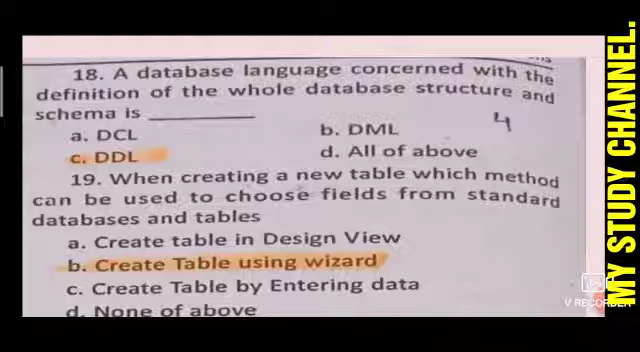 18. A database language concerned with the
definition of the whole database structure and
schema is ________
a. DCL
b. DML
4
c. DDL
d. All of above
19. When creating a new table which method
can be used to choose fields from standard
databases and tables
a. Create table in Design View
b. Create Table using wizard
c. Create Table by Entering data
d. None of above
MY STUDY CHANNEL.
V RECORDER